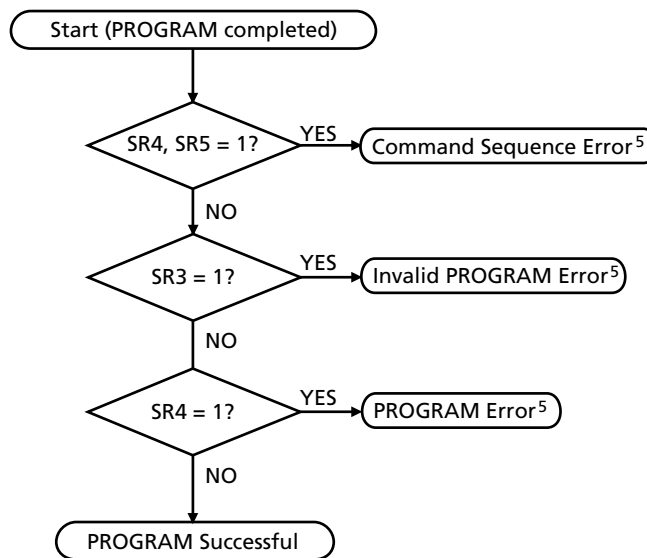 Start (PROGRAM completed)
SR4, SR5 = 1?
YES
Command Sequence Error5
NO
SR3 = 1?
YES
Invalid PROGRAM Error5
NO
SR4 = 1?
YES
PROGRAM Error5
NO
PROGRAM Successful